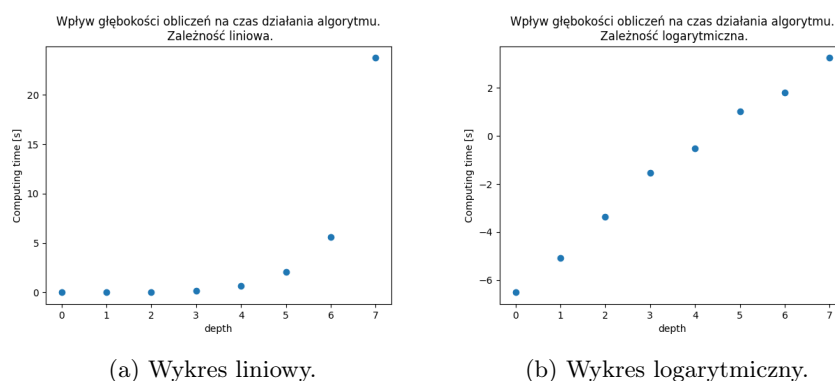 Wpływ głębokości obliczeń na czas działania algorytmu.
Zależność liniowa.
Computing time [s]
20
15
10
5
0
0 1 2 3 4 5 6 7
depth
(a) Wykres liniowy.
Wpływ głębokości obliczeń na czas działania algorytmu.
Zależność logarytmiczna.
Computing time [s]
2
0
−2
−4
−6
0 1 2 3 4 5 6 7
depth
(b) Wykres logarytmiczny.